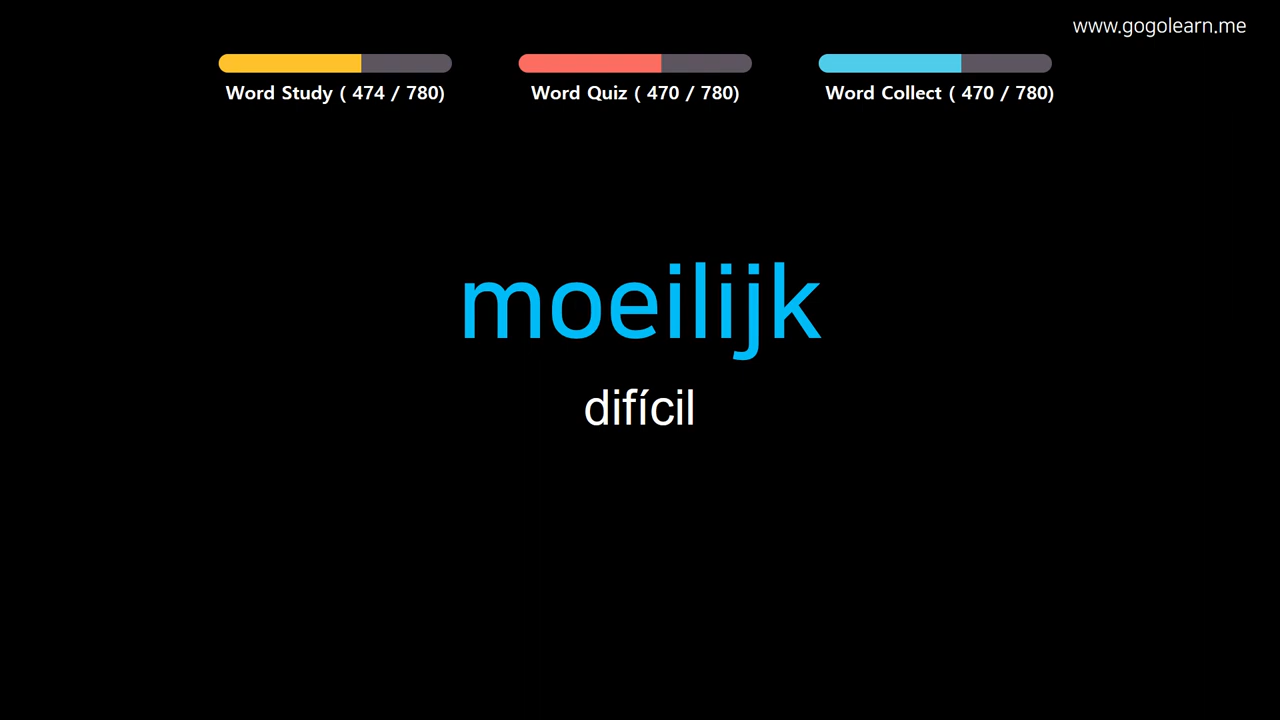 www.gogolearn.me
Word Study ( 474 / 780)
Word Quiz ( 470 / 780)
Word Collect ( 470 / 780)
moeilijk
difícil